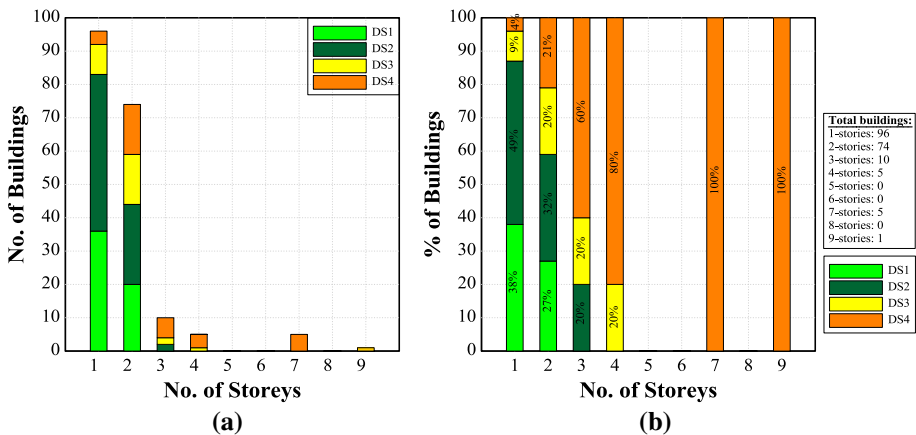 100
90
80
70
60
50
40
30
20
10
0
No. of Buildings
DS1
DS2
DS3
DS4
1 2 3 4 5 6 7 8 9
No. of Storeys
(a)
100
90
80
70
60
50
40
30
20
10
0
% of Buildings
38%
49%
9%
4%
27%
32%
20%
21%
20%
20%
60%
20%
80%
100%
100%
1 2 3 4 5 6 7 8 9
No. of Storeys
(b)
Total buildings:
1-stories: 96
2-stories: 74
3-stories: 10
4-stories: 5
5-stories: 0
6-stories: 0
7-stories: 5
8-stories: 0
9-stories: 1
DS1
DS2
DS3
DS4